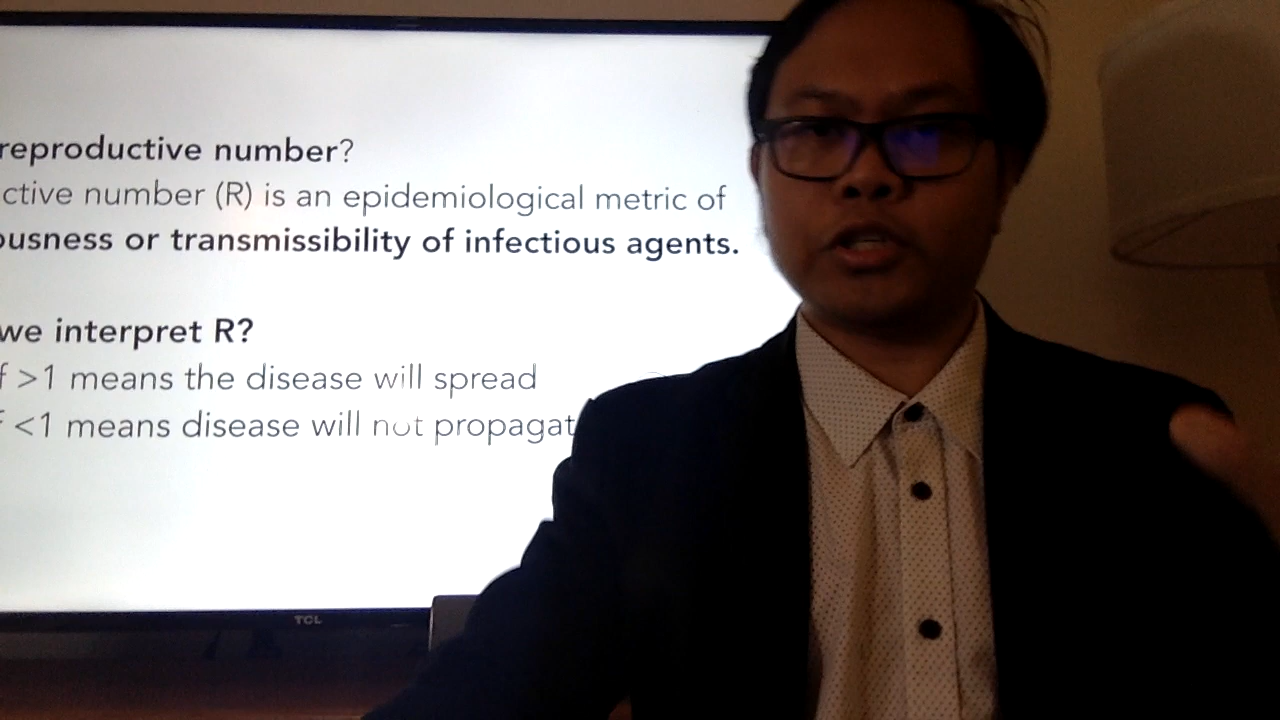 reproductive number?
ctive number (R) is an epidemiological metric of
ousness or transmissibility of infectious agents.
we interpret R?
f >1 means the disease will spread
f <1 means disease will not propagat
TCL